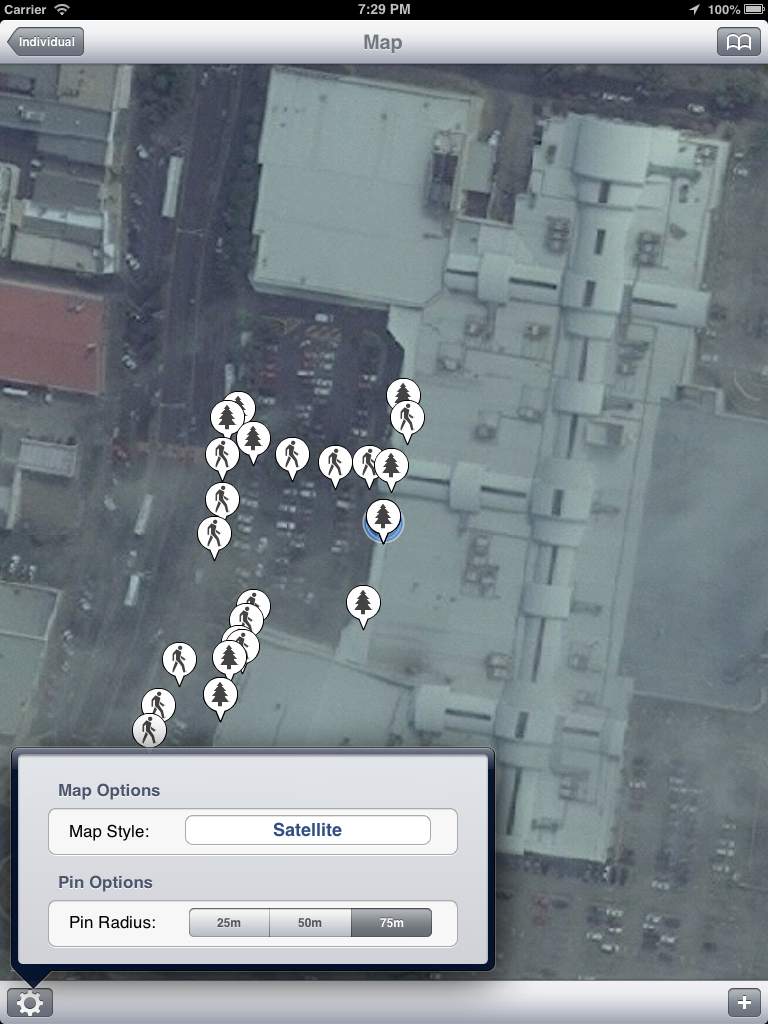 Carrier 7:29 PM 100%
Individual Map
Map Options
Map Style: Satellite
Pin Options
Pin Radius: 25m 50m 75m